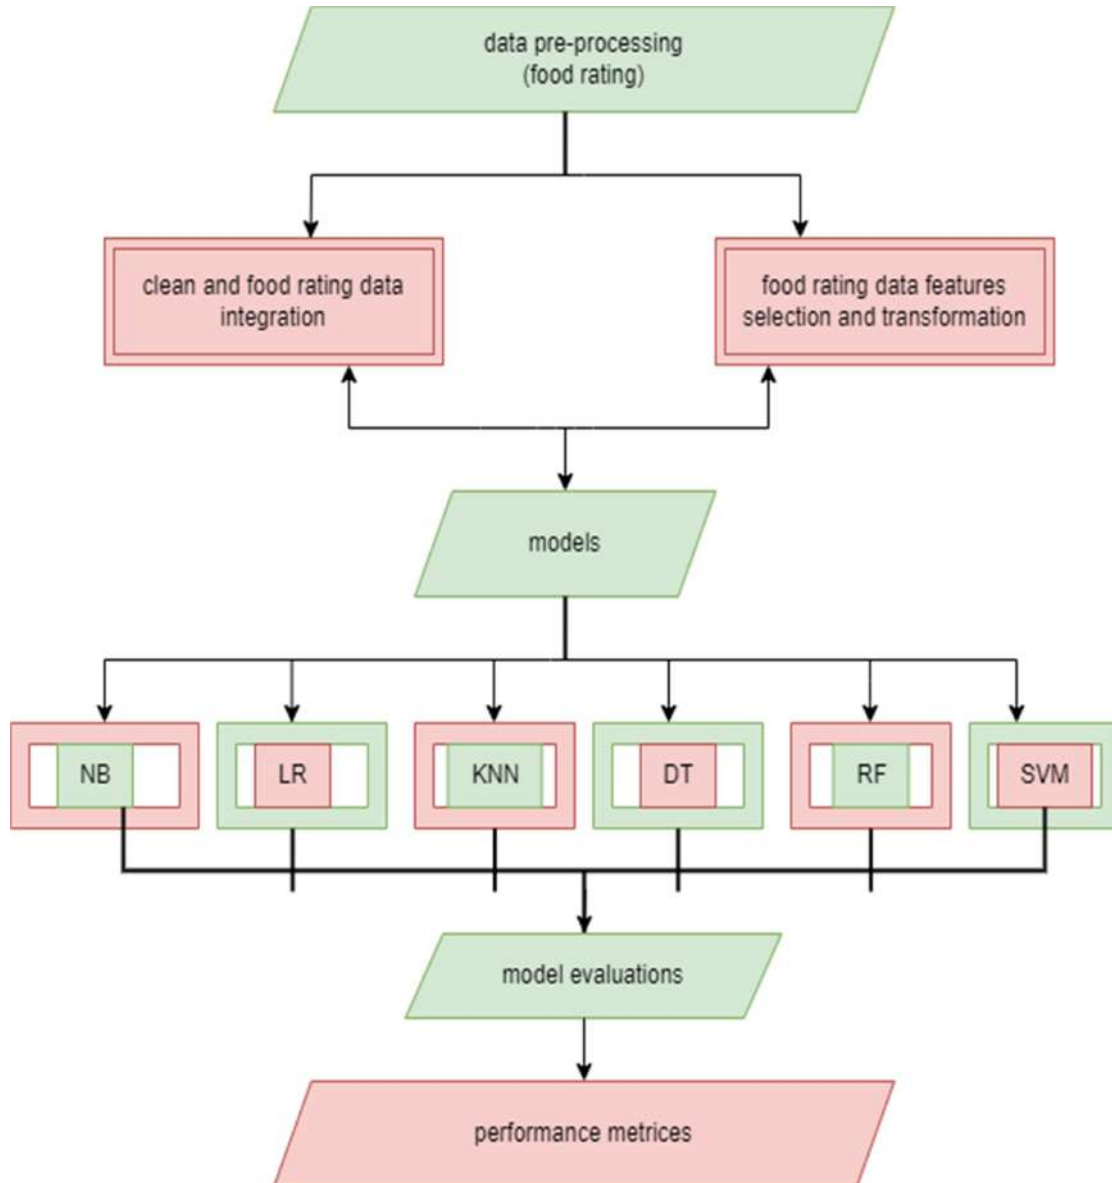 data pre-processing
(food rating)
clean and food rating data
integration
food rating data features
selection and transformation
models
NB
LR
KNN
DT
RF
SVM
model evaluations
performance metrices